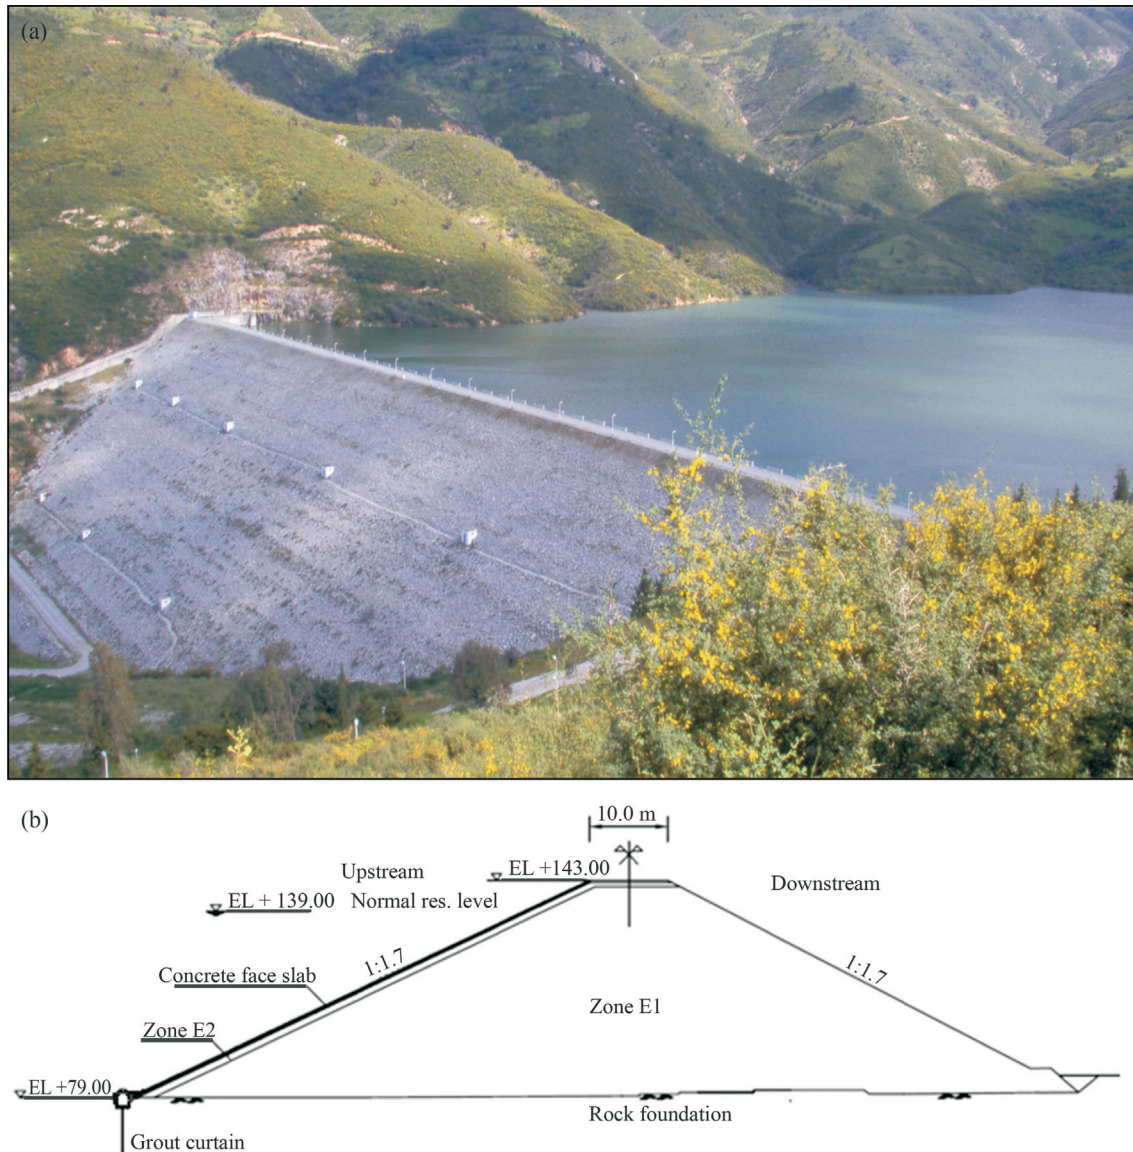 (a)
(b)
10.0 m
Upstream
EL +143.00
Downstream
EL + 139.00
Normal res. level
1:1.7
1:1.7
Concrete face slab
Zone E1
Zone E2
EL +79.00
Rock foundation
Grout curtain